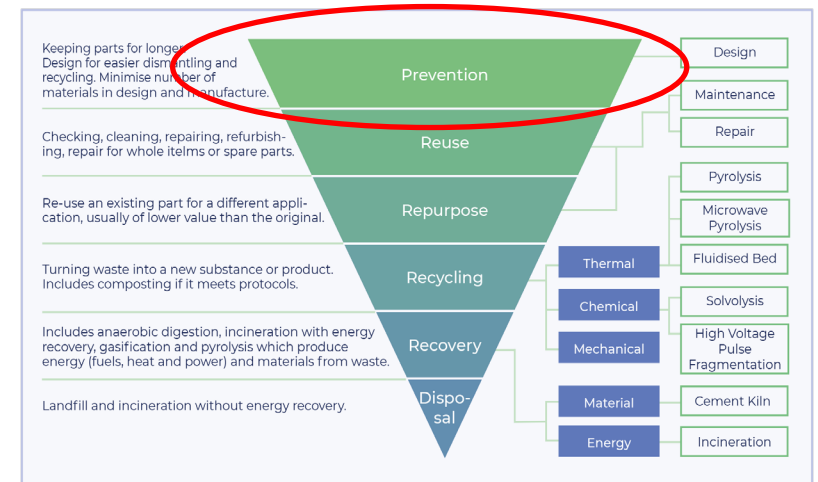 Keeping parts for longer.
Design for easier dismantling and
recycling. Minimise number of
materials in design and manufacture.
Prevention
Design
Maintenance
Checking, cleaning, repairing, refurbish-
ing, repair for whole itelms or spare parts.
Reuse
Repair
Re-use an existing part for a different appli-
cation, usually of lower value than the original.
Repurpose
Pyrolysis
Microwave
Pyrolysis
Turning waste into a new substance or product.
Includes composting if it meets protocols.
Recycling
Thermal
Fluidised Bed
Chemical
Solvolysis
Mechanical
High Voltage
Pulse
Fragmentation
Includes anaerobic digestion, incineration with energy
recovery, gasification and pyrolysis which produce
energy (fuels, heat and power) and materials from waste.
Recovery
Landfill and incineration without energy recovery.
Dispo-
sal
Material
Cement Kiln
Energy
Incineration